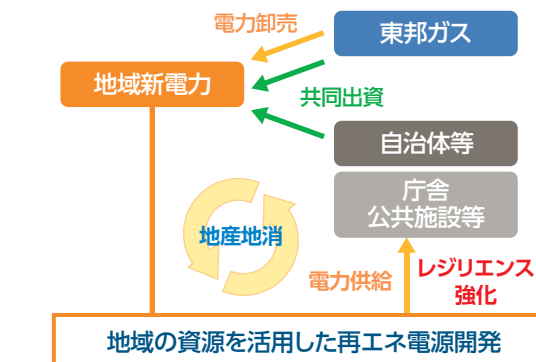 電力卸売
東邦ガス
地域新電力
共同出資
自治体等
庁舎
公共施設等
地産地消
電力供給
レジリエンス
強化
地域の資源を活用した再エネ電源開発